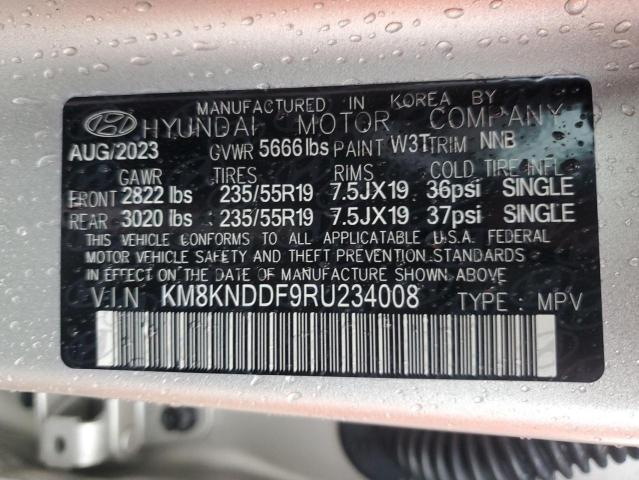 MANUFACTURED IN KOREA BY
HYUNDAI MOTOR COMPANY
AUG/2023 GVWR 5666 lbs PAINT W3T TRIM NNB
GAWR TIRES RIMS COLD TIRE INFL
FRONT 2822 lbs 235/55R19 7.5JX19 36psi SINGLE
REAR 3020 lbs 235/55R19 7.5JX19 37psi SINGLE
THIS VEHICLE CONFORMS TO ALL APPLICATABLE U.S.A. FEDERAL
MOTOR VEHICLE SAFETY AND THEFT PREVENTION STANDARDS
IN EFFECT ON THE DATE OF MANUFACTURE SHOWN ABOVE.
V.I.N KM8KNDDF9RU234008 TYPE : MPV